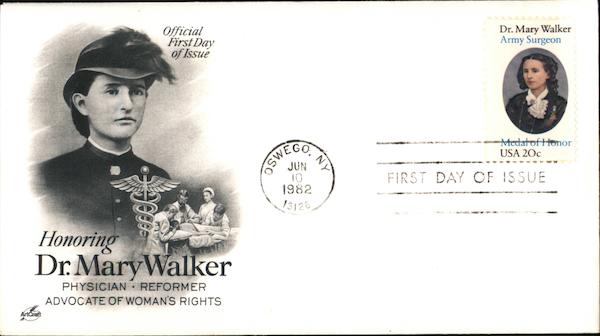 Official
First Day
of Issue
Honoring
Dr. Mary Walker
PHYSICIAN · REFORMER
ADVOCATE OF WOMAN'S RIGHTS
ArtCraft
OSWEGO, NY
JUN
10
1982
13126
Dr. Mary Walker
Army Surgeon
Medal of Honor
USA 20c
FIRST DAY OF ISSUE